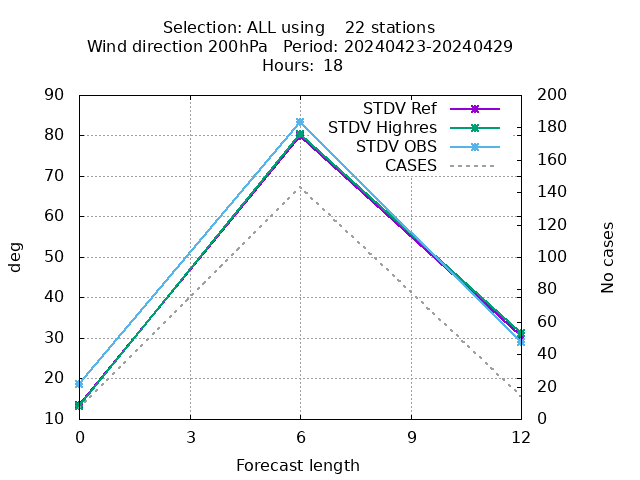 Selection: ALL using    22 stations
Wind direction 200hPa   Period: 20240423-20240429
Hours: 18
90
80
70
60
50
40
30
20
10
200
180
160
140
120
100
80
60
40
20
0
STDV Ref
STDV Highres
STDV OBS
CASES
deg
No cases
0 3 6 9 12
Forecast length